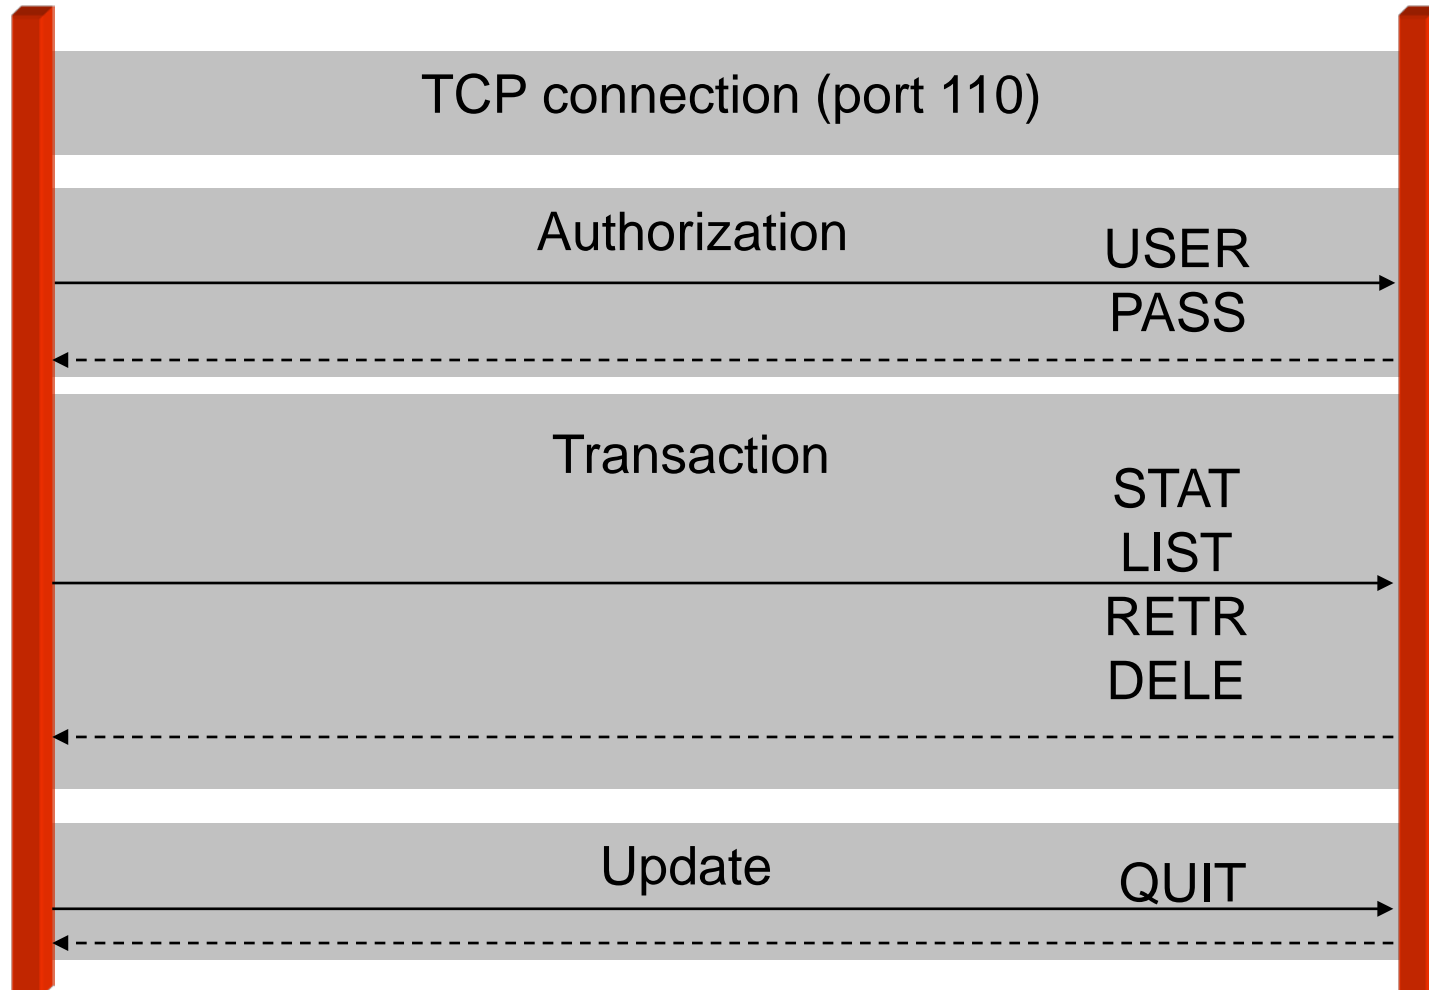 TCP connection (port 110)
Authorization
USER
PASS
Transaction
STAT
LIST
RETR
DELE
Update
QUIT